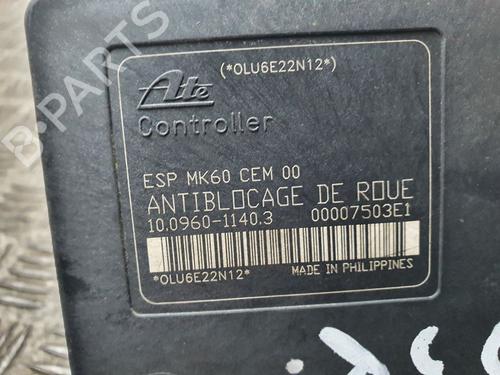 (*OLU6E22N12*)
Ate
Controller
ESP MK60 CEM 00
ANTIBLOCAGE DE ROUE
10.0960-1140.3 00007503E1
*OLU6E22N12*
MADE IN PHILIPPINES
B-PARTS